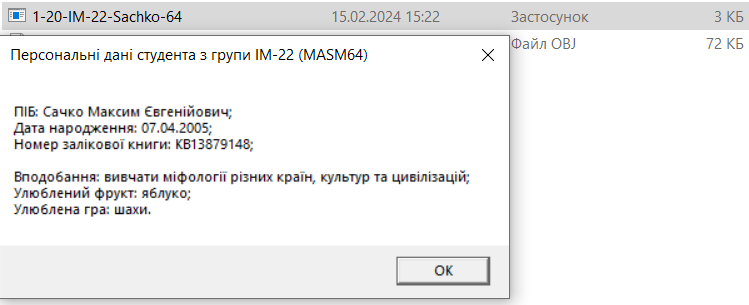 1-20-IM-22-Sachko-64 15.02.2024 15:22 Застосунок 3 КБ
Файл OBJ 72 КБ
Персональні дані студента з групи ІМ-22 (MASM64)
ПІБ: Сачко Максим Євгенійович;
Дата народження: 07.04.2005;
Номер залікової книги: КВ13879148;
Вподобання: вивчати міфології різних країн, культур та цивілізацій;
Улюблений фрукт: яблуко;
Улюблена гра: шахи.
OK